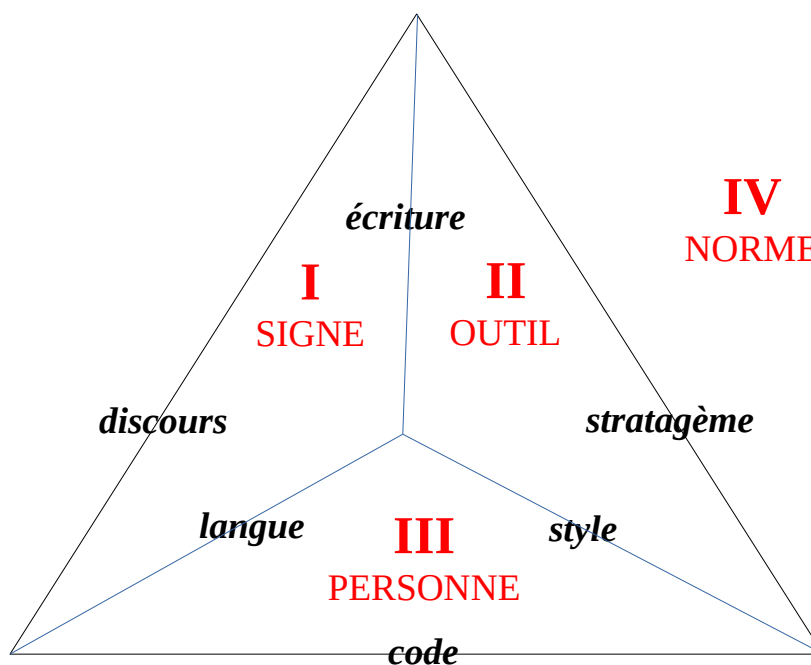 IV
NORME
écriture
I
SIGNE
II
OUTIL
discours
stratagème
langue
III
PERSONNE
style
code